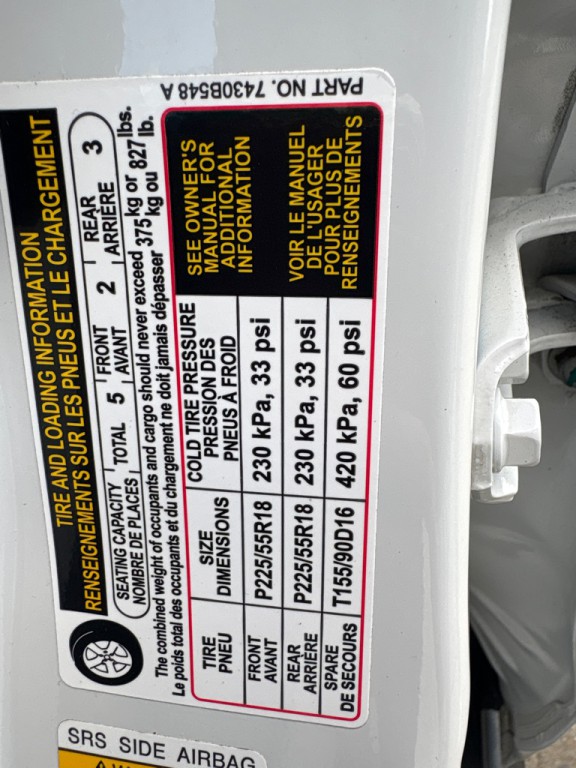 TIRE AND LOADING INFORMATION
RENSEIGNEMENTS SUR LES PNEUS ET LE CHARGEMENT
SEATING CAPACITY TOTAL 5 FRONT 2 REAR 3
NOMBRE DE PLACES AVANT ARRIÈRE
The combined weight of occupants and cargo should never exceed 375 kg or 827 lbs.
Le poids total des occupants et du chargement ne doit jamais dépasser 375 kg ou 827 lb.
TIRE SIZE COLD TIRE PRESSURE
PNEU DIMENSIONS PRESSION DES
PNEUS À FROID
FRONT P225/55R18 230 kPa, 33 psi
AVANT
REAR P225/55R18 230 kPa, 33 psi
ARRIÈRE
SPARE T155/90D16 420 kPa, 60 psi
DE SECOURS
SEE OWNER'S
MANUAL FOR
ADDITIONAL
INFORMATION
VOIR LE MANUEL
DE L'USAGER
POUR PLUS DE
RENSEIGNEMENTS
PART NO. 7430B548 A
SRS SIDE AIRBAG